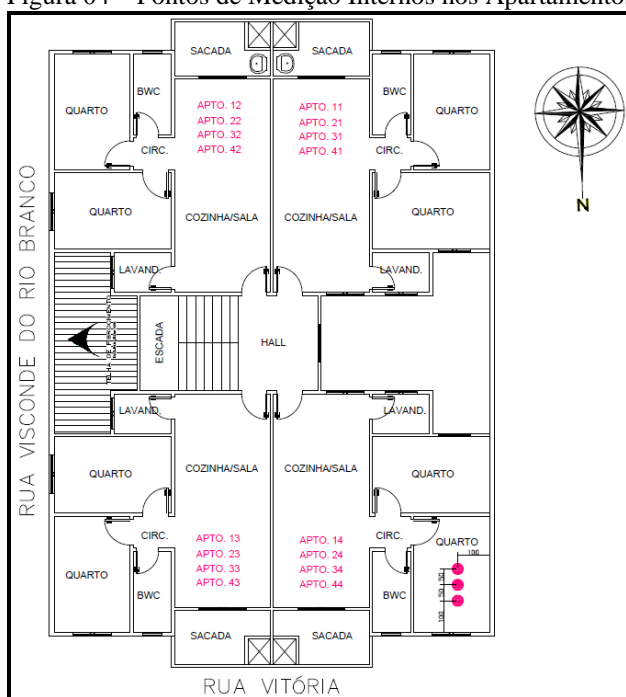 Figura 04 – Pontos de Medição Internos nos Apartamento
SACADA
SACADA
BWC
BWC
QUARTO
APTO. 12
APTO. 22
APTO. 32
APTO. 42
APTO. 11
APTO. 21
APTO. 31
APTO. 41
QUARTO
CIRC.
CIRC.
N
QUARTO
COZINHA/SALA
COZINHA/SALA
QUARTO
RUA VISCONDE DO RIO BRANCO
LAVAND.
LAVAND.
ESCADA
HALL
LAVAND.
LAVAND.
QUARTO
COZINHA/SALA
COZINHA/SALA
QUARTO
CIRC.
APTO. 13
APTO. 23
APTO. 33
APTO. 43
APTO. 14
APTO. 24
APTO. 34
APTO. 44
CIRC.
QUARTO
100
50
50
100
QUARTO
BWC
BWC
SACADA
SACADA
RUA VITÓRIA